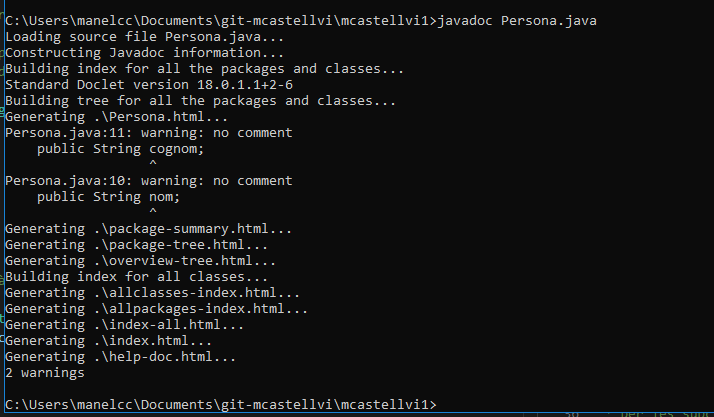 C:\Users\manelcc\Documents\git-mcastellvi\mcastellvi1>javadoc Persona.java
Loading source file Persona.java...
Constructing Javadoc information...
Building index for all the packages and classes...
Standard Doclet version 18.0.1.1+2-6
Building tree for all the packages and classes...
Generating .\Persona.html...
Persona.java:11: warning: no comment
    public String cognom;
                  ^
Persona.java:10: warning: no comment
    public String nom;
                  ^
Generating .\package-summary.html...
Generating .\package-tree.html...
Generating .\overview-tree.html...
Building index for all classes...
Generating .\allclasses-index.html...
Generating .\allpackages-index.html...
Generating .\index-all.html...
Generating .\index.html...
Generating .\help-doc.html...
2 warnings
C:\Users\manelcc\Documents\git-mcastellvi\mcastellvi1>